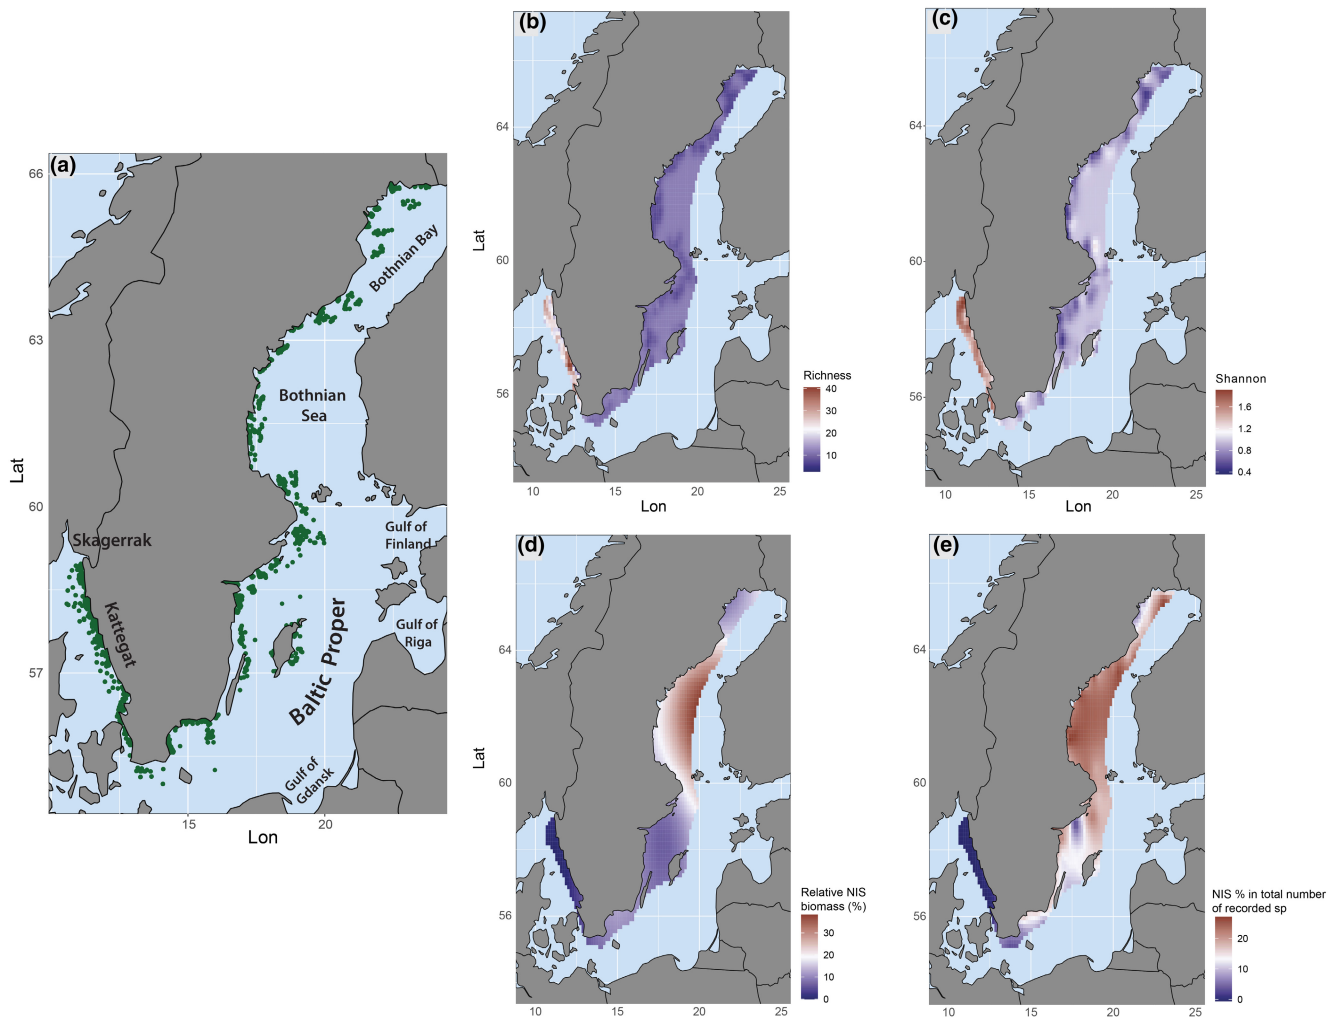 (a)
66
63
60
57
Lat
15
20
Lon
Bothnian Bay
Bothnian
Sea
Skagerrak
Kattegat
Gulf of
Finland
Gulf of
Riga
Baltic Proper
Gulf of
Gdansk
(b)
64
60
56
Lat
10
15
20
25
Lon
Richness
40
30
20
10
(c)
64
60
56
10
15
20
25
Lon
Shannon
1.6
1.2
0.8
0.4
(d)
64
60
56
Lat
10
15
20
25
Relative NIS
biomass (%)
30
20
10
0
(e)
64
60
56
10
15
20
25
NIS % in total number
of recorded sp
20
10
0